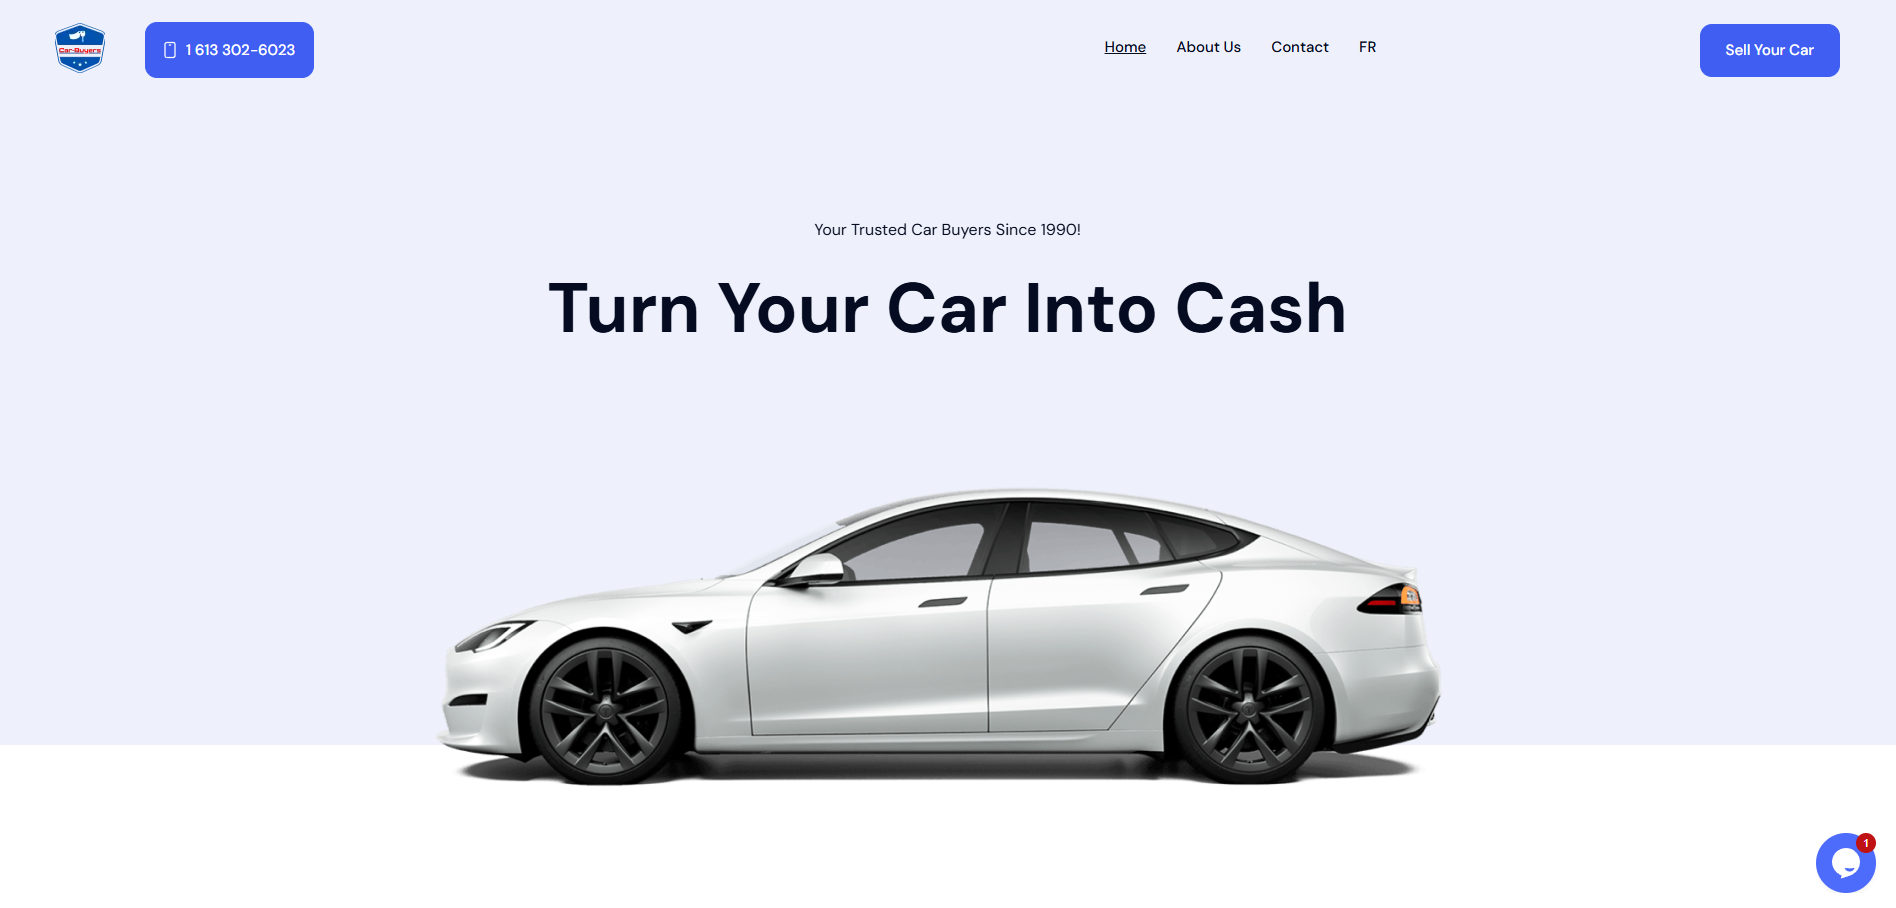 Car-Buyers
1 613 302-6023
Home
About Us
Contact
FR
Sell Your Car
Your Trusted Car Buyers Since 1990!
Turn Your Car Into Cash
1